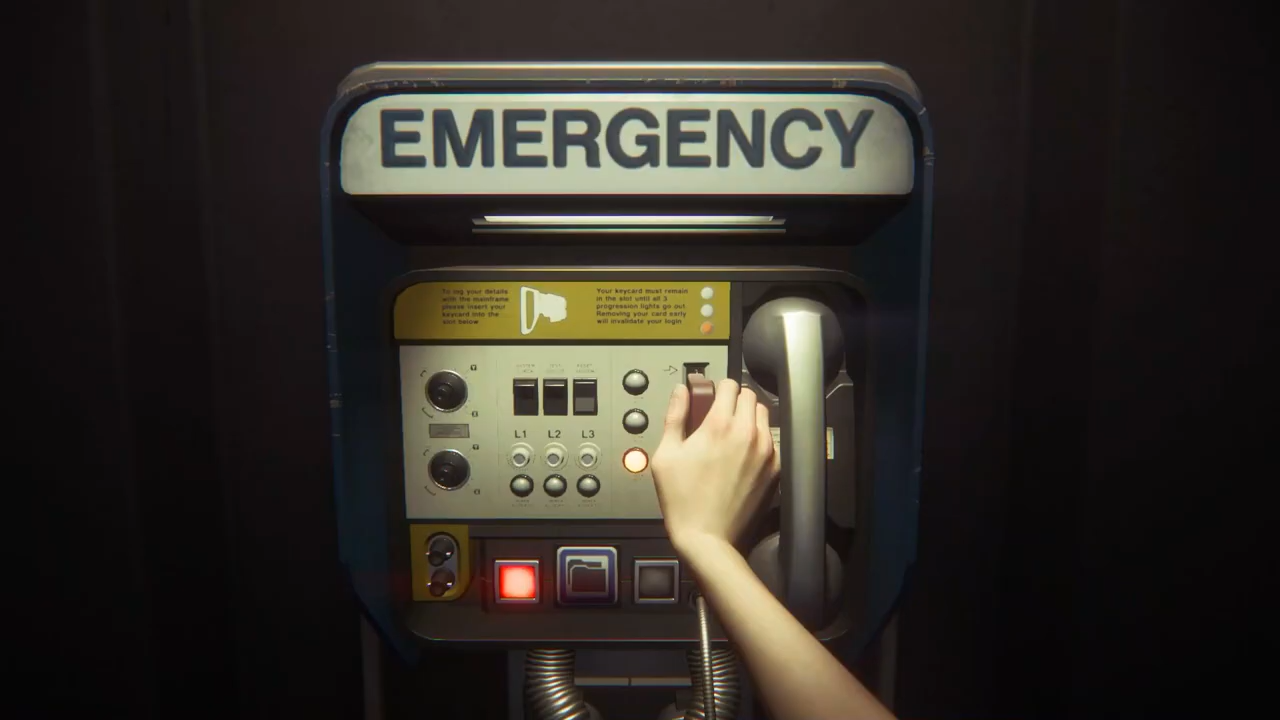 EMERGENCY
To log your details
with the mainframe
please insert your
keycard into the
slot below
Your keycard must remain
in the slot until all 3
progression lights go out.
Removing your card early
will invalidate your login
L1 L2 L3